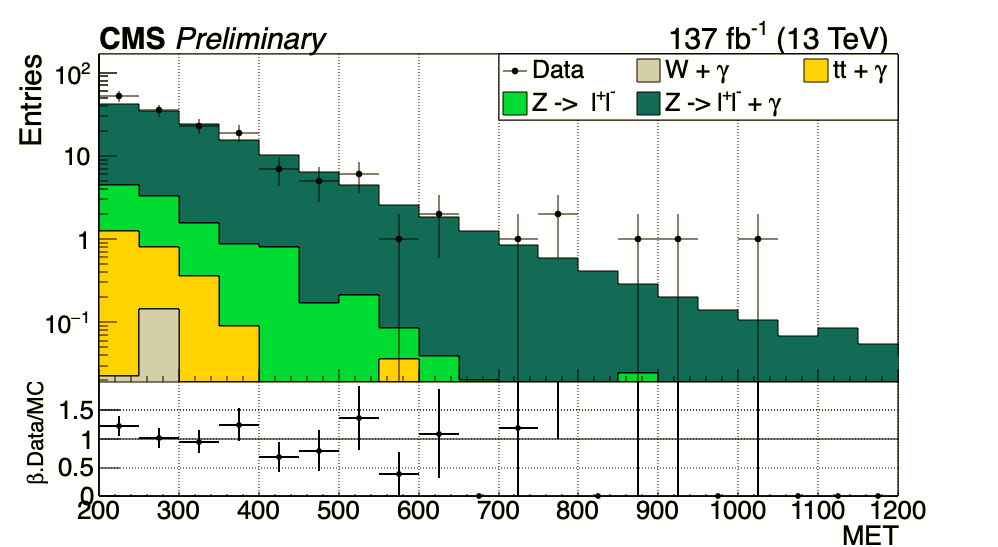 CMS Preliminary 137 fb⁻¹ (13 TeV)
Entries
Data W + γ tt + γ
Z -> l⁺l⁻ Z -> l⁺l⁻ + γ
10²
10
1
10⁻¹
β.Data/MC
1.5
1
0.5
0
200 300 400 500 600 700 800 900 1000 1100 1200
MET